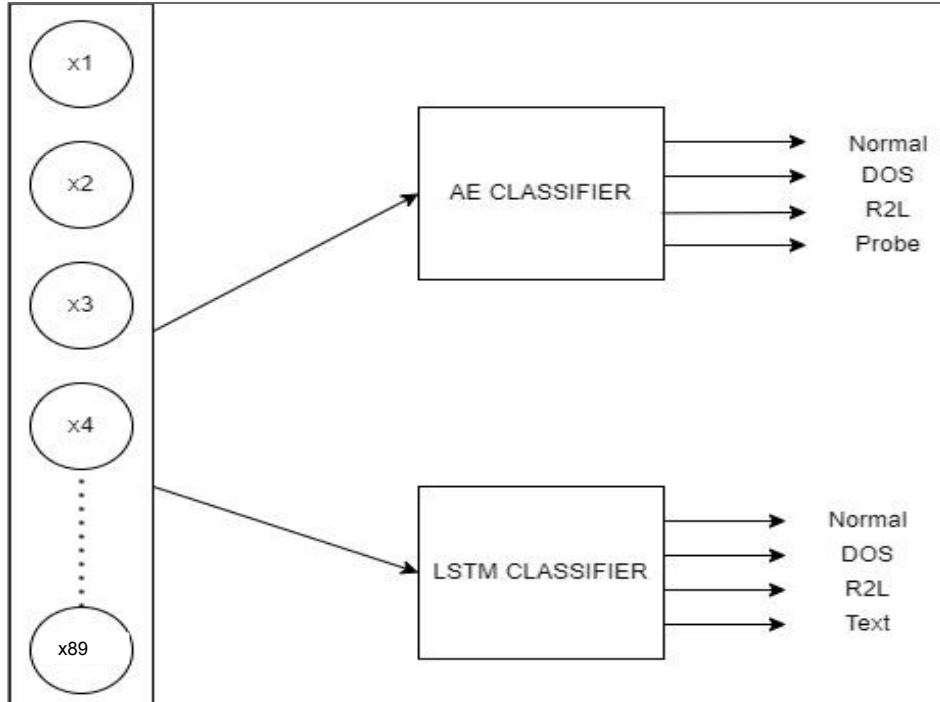 x1
x2
x3
x4
x89
AE CLASSIFIER
Normal
DOS
R2L
Probe
LSTM CLASSIFIER
Normal
DOS
R2L
Text